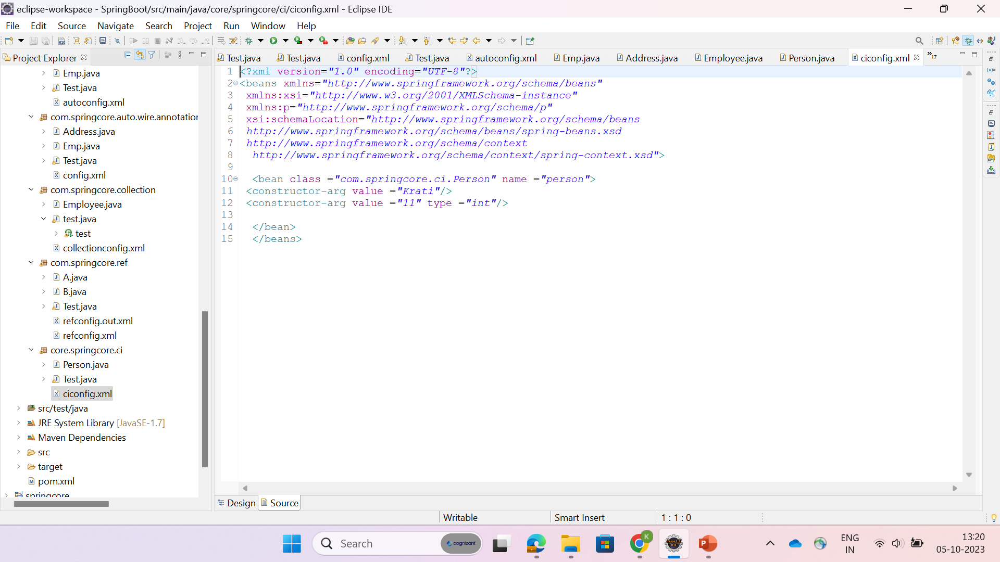 eclipse-workspace - SpringBoot/src/main/java/core/springcore/ci/ciconfig.xml - Eclipse IDE
File Edit Source Navigate Search Project Run Window Help
Project Explorer
Emp.java
Test.java
autoconfig.xml
com.springcore.auto.wire.annotation
Address.java
Emp.java
Test.java
config.xml
com.springcore.collection
Employee.java
test.java
test
collectionconfig.xml
com.springcore.ref
A.java
B.java
Test.java
refconfig.out.xml
refconfig.xml
core.springcore.ci
Person.java
Test.java
ciconfig.xml
src/test/java
JRE System Library [JavaSE-1.7]
Maven Dependencies
src
target
pom.xml
springcore
Test.java Test.java config.xml Test.java autoconfig.xml Emp.java Address.java Employee.java Person.java ciconfig.xml »17
1 <?xml version="1.0" encoding="UTF-8"?>
2 <beans xmlns="http://www.springframework.org/schema/beans"
3 xmlns:xsi="http://www.w3.org/2001/XMLSchema-instance"
4 xmlns:p="http://www.springframework.org/schema/p"
5 xsi:schemaLocation="http://www.springframework.org/schema/beans
6 http://www.springframework.org/schema/beans/spring-beans.xsd
7 http://www.springframework.org/schema/context
8 http://www.springframework.org/schema/context/spring-context.xsd">
9
10 <bean class ="com.springcore.ci.Person" name ="person">
11 <constructor-arg value ="Krati"/>
12 <constructor-arg value ="11" type ="int"/>
13
14 </bean>
15 </beans>
Design Source
Writable Smart Insert 1 : 1 : 0
Search cognizant
K
Java EE IDE
P
ENG IN
13:20
05-10-2023